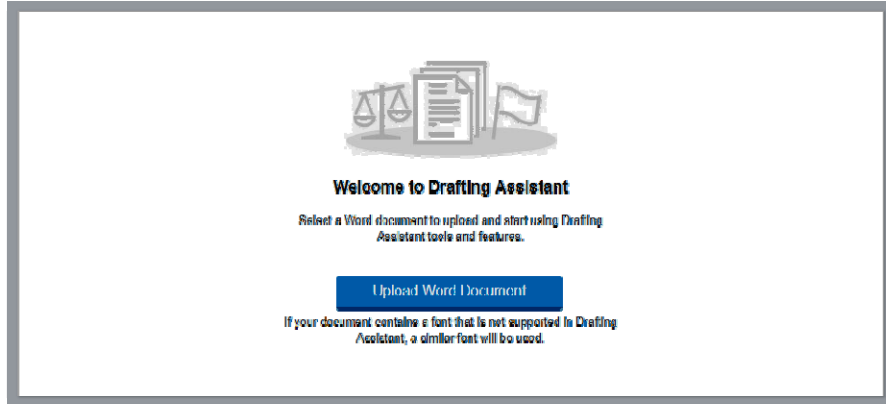 Welcome to Drafting Assistant
Select a Word document to upload and start using Drafting
Assistant tools and features.
Upload Word Document
If your document contains a font that is not supported in Drafting
Assistant, a similar font will be used.